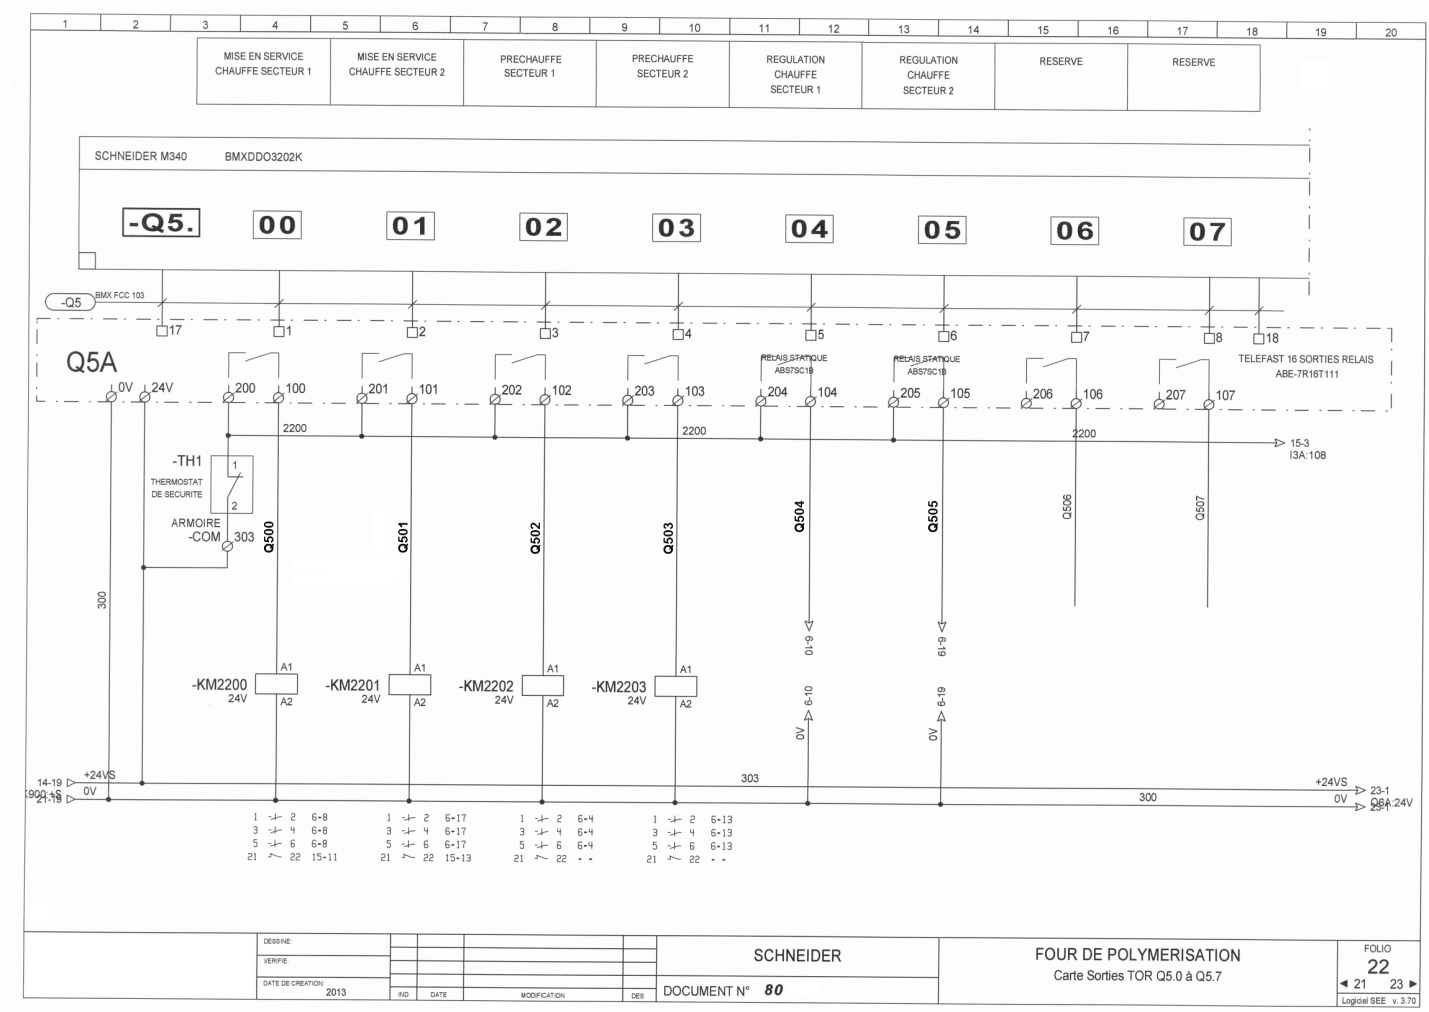 1 2 3 4 5 6 7 8 9 10 11 12 13 14 15 16 17 18 19 20
MISE EN SERVICE
CHAUFFE SECTEUR 1
MISE EN SERVICE
CHAUFFE SECTEUR 2
PRECHAUFFE
SECTEUR 1
PRECHAUFFE
SECTEUR 2
REGULATION
CHAUFFE
SECTEUR 1
REGULATION
CHAUFFE
SECTEUR 2
RESERVE
RESERVE
SCHNEIDER M340 BMXDDO3202K
-Q5. 00 01 02 03 04 05 06 07
-Q5 BMX FCC 103
17 1 2 3 4 5 6 7 8 18
Q5A
RELAIS STATIQUE
ABS7SC1B
RELAIS STATIQUE
ABS7SC1B
TELEFAST 16 SORTIES RELAIS
ABE-7R16T111
0V 24V 200 100 201 101 202 102 203 103 204 104 205 105 206 106 207 107
2200 2200 2200
15-3
I3A:108
-TH1
THERMOSTAT
DE SECURITE
1
2
ARMOIRE
-COM 303
300
Q500 Q501 Q502 Q503 Q504 Q505 Q506 Q507
6-10 6-19
6-10 6-19
0V 0V
-KM2200
24V
A1
A2
-KM2201
24V
A1
A2
-KM2202
24V
A1
A2
-KM2203
24V
A1
A2
14-19 +24VS 303 +24VS 23-1
21-19 0V 300 0V 23-1
Q6A:24V
1 2 6-8
3 4 6-8
5 6 6-8
21 22 15-11
1 2 6-17
3 4 6-17
5 6 6-17
21 22 15-13
1 2 6-4
3 4 6-4
5 6 6-4
21 22 - -
1 2 6-13
3 4 6-13
5 6 6-13
21 22 - -
DESSINE:
VERIFIE:
DATE DE CREATION:
2013
IND DATE MODIFICATION DES
SCHNEIDER
DOCUMENT N° 80
FOUR DE POLYMERISATION
Carte Sorties TOR Q5.0 à Q5.7
FOLIO
22
21 23
Logiciel SEE v. 3.70